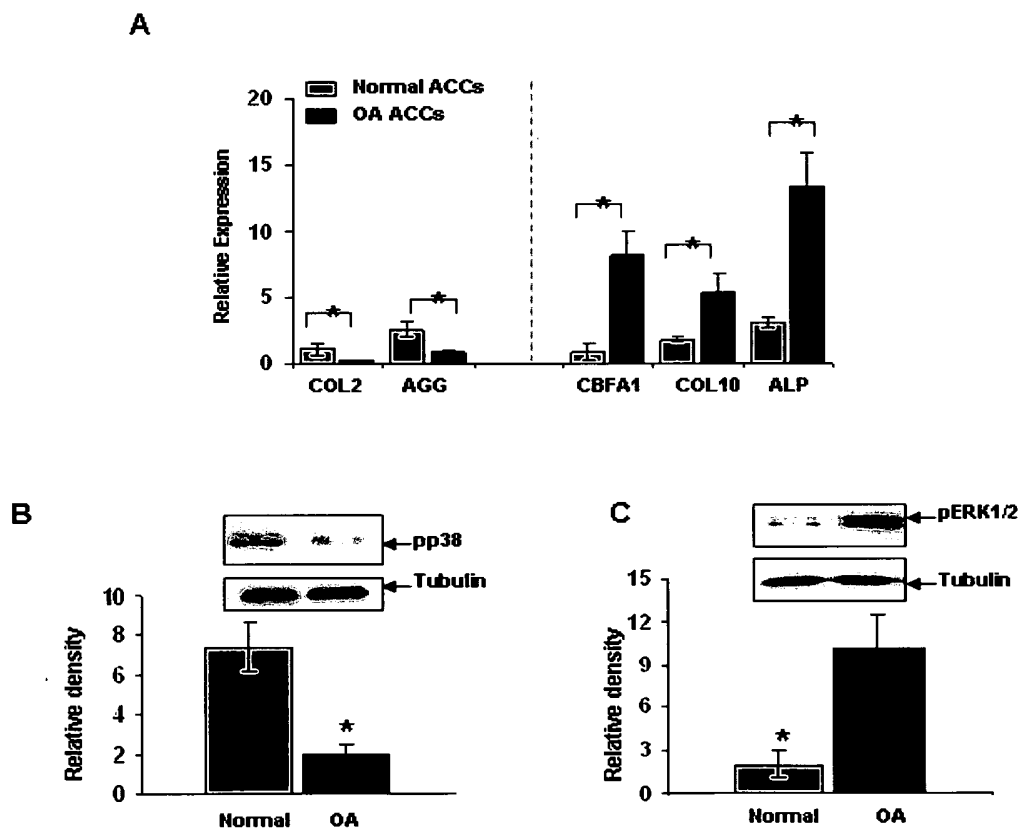 A
Normal ACCs
OA ACCs
Relative Expression
20
15
10
5
0
*
*
*
*
*
COL2
AGG
CBFA1
COL10
ALP
B
pp38
Tubulin
Relative density
10
8
6
4
2
0
*
Normal
OA
C
pERK1/2
Tubulin
Relative density
15
12
9
6
3
0
*
Normal
OA